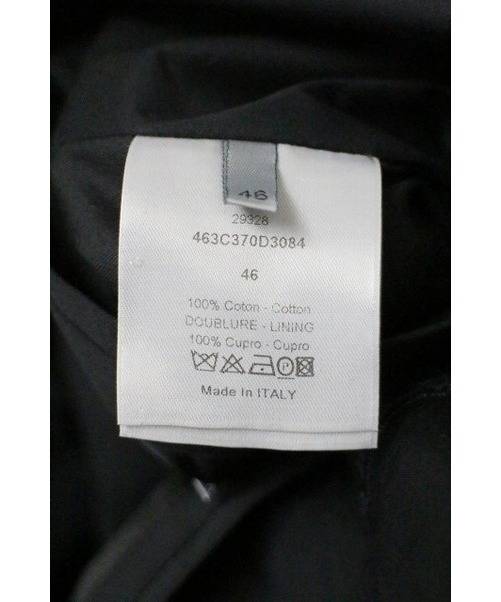 46
29328
463C370D3084
46
100% Coton - Cotton
DOUBLURE - LINING
100% Cupro - Cupro
P
Made in ITALY